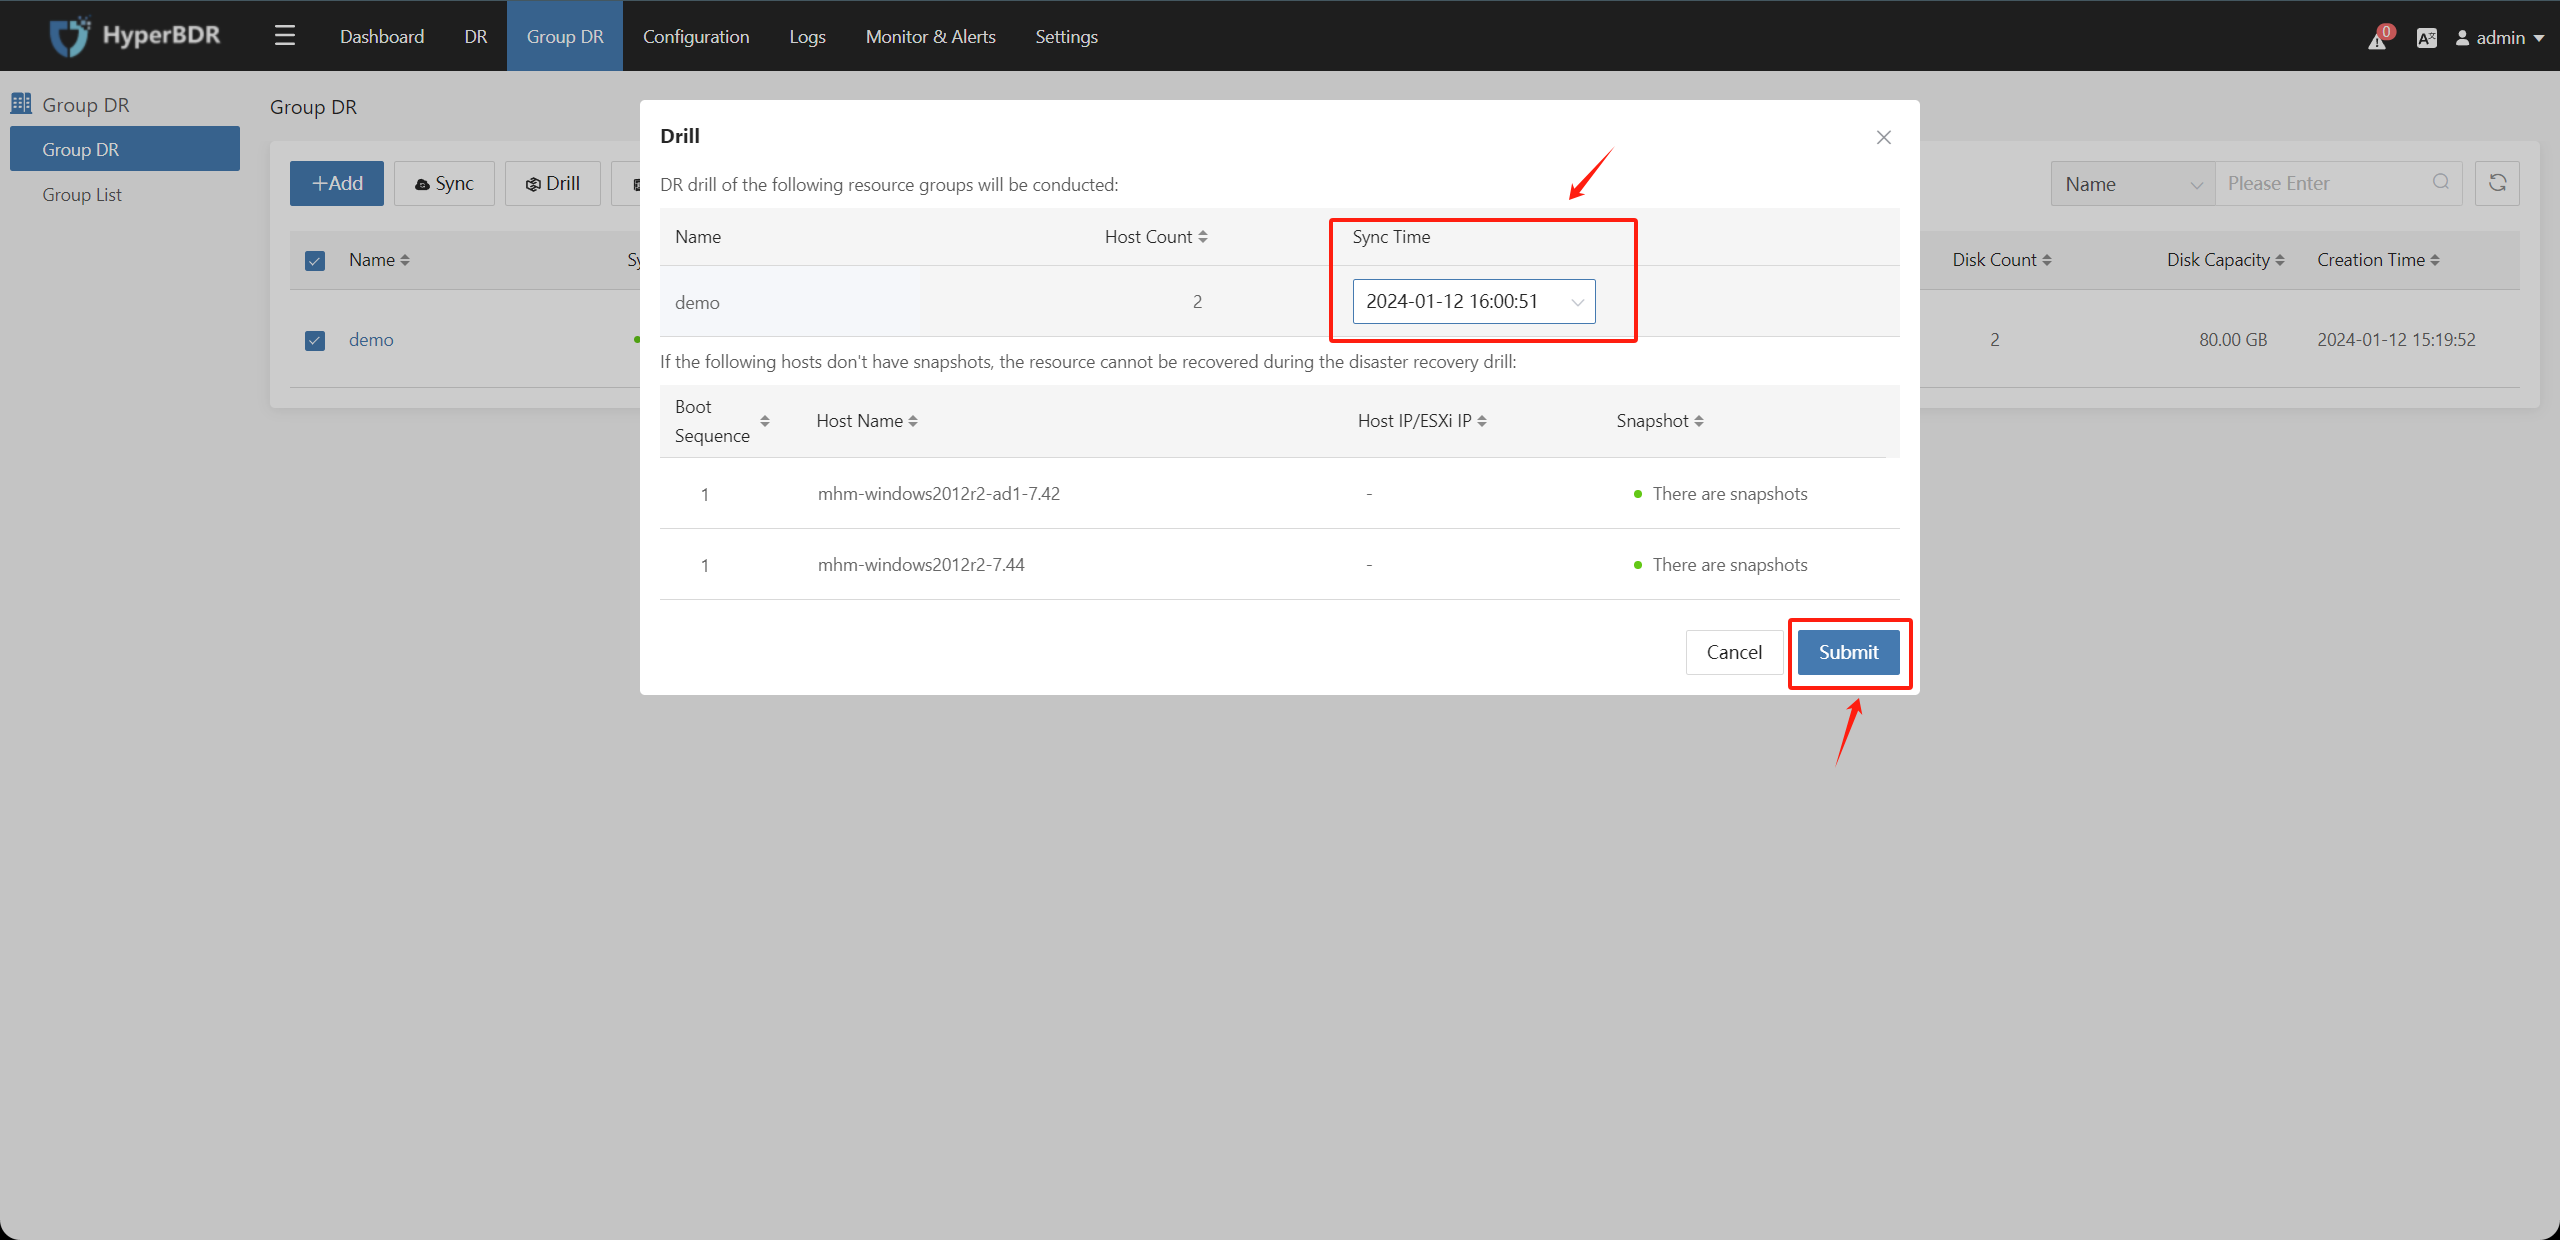 HyperBDR
Dashboard
DR
Group DR
Configuration
Logs
Monitor & Alerts
Settings
0
admin
Group DR
Group DR
Group List
Group DR
+Add
Sync
Drill
Name
Please Enter
Name
Disk Count
Disk Capacity
Creation Time
demo
2
80.00 GB
2024-01-12 15:19:52
Drill
DR drill of the following resource groups will be conducted:
Name
Host Count
Sync Time
demo
2
2024-01-12 16:00:51
If the following hosts don't have snapshots, the resource cannot be recovered during the disaster recovery drill:
Boot
Sequence
Host Name
Host IP/ESXi IP
Snapshot
1
mhm-windows2012r2-ad1-7.42
-
There are snapshots
1
mhm-windows2012r2-7.44
-
There are snapshots
Cancel
Submit